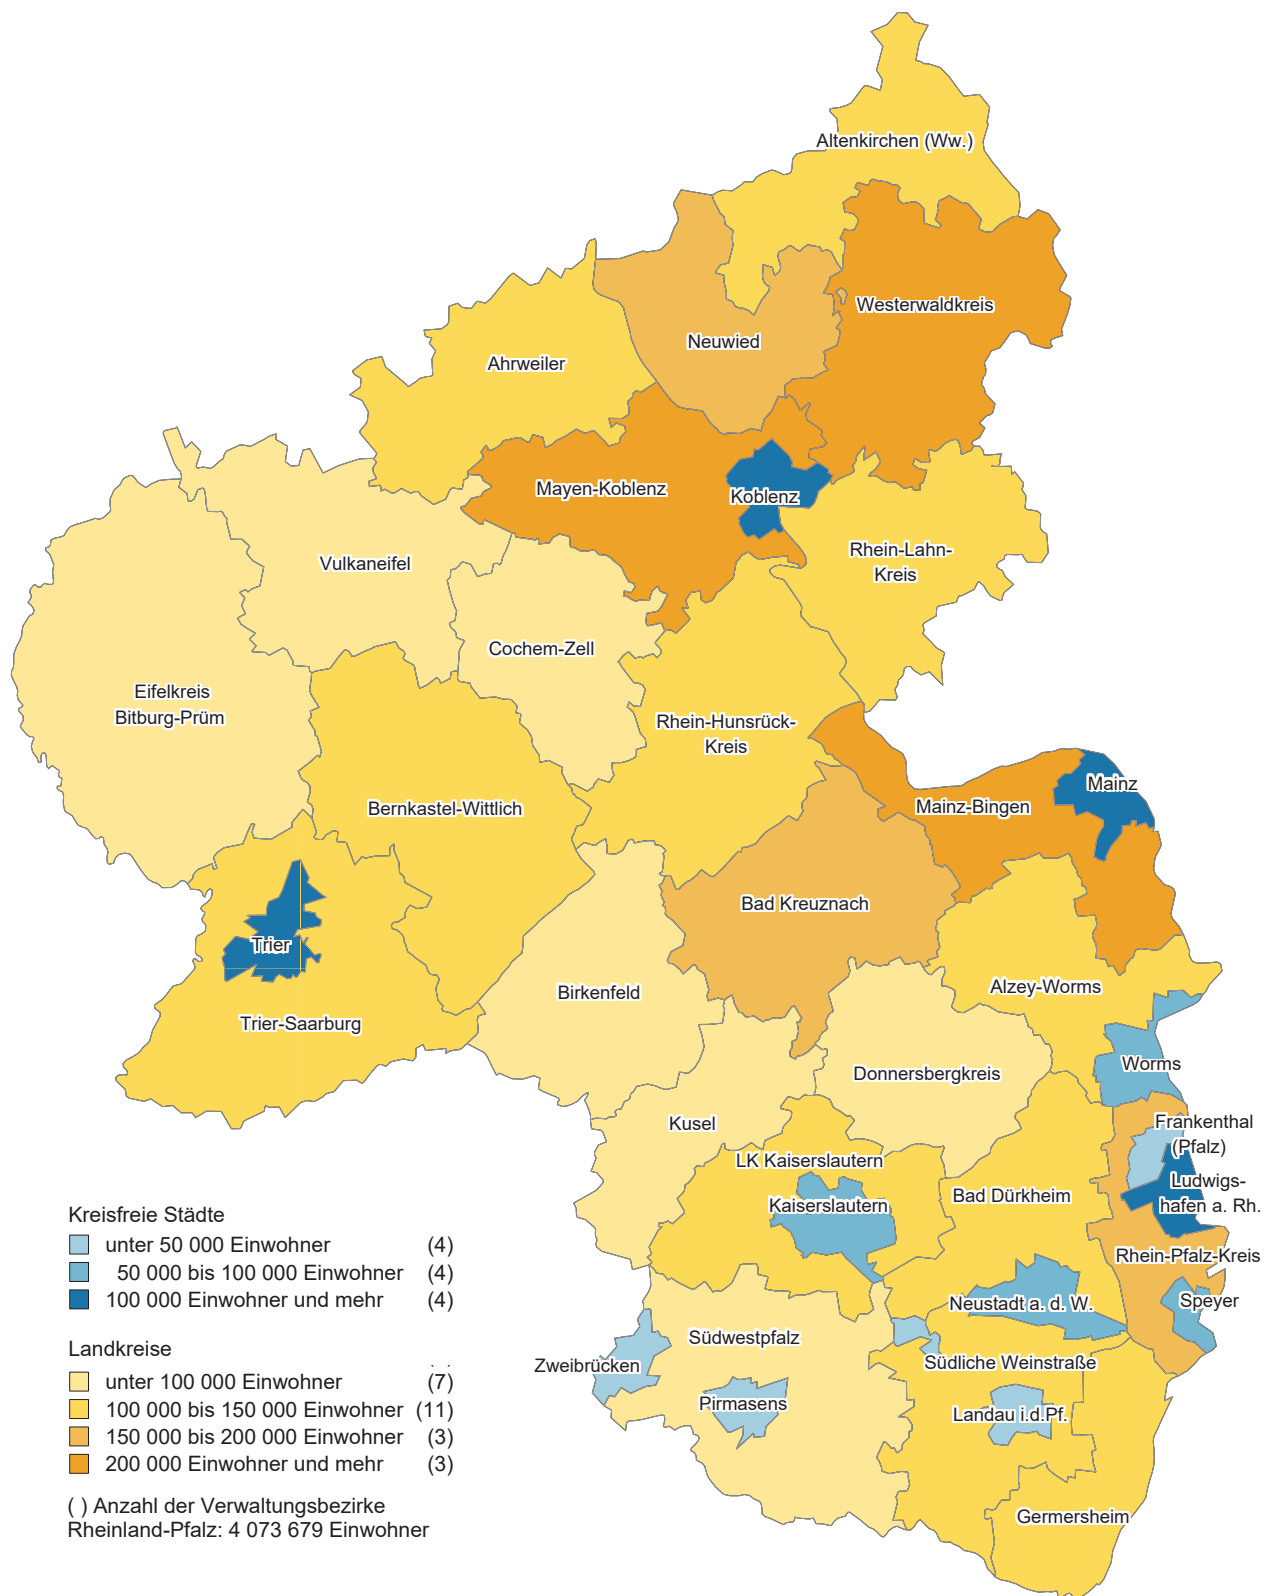 Altenkirchen (Ww.)
Westerwaldkreis
Neuwied
Ahrweiler
Mayen-Koblenz
Koblenz
Rhein-Lahn-
Kreis
Vulkaneifel
Cochem-Zell
Eifelkreis
Bitburg-Prüm
Rhein-Hunsrück-
Kreis
Mainz
Mainz-Bingen
Bernkastel-Wittlich
Bad Kreuznach
Trier
Alzey-Worms
Birkenfeld
Trier-Saarburg
Worms
Donnersbergkreis
Kusel
Frankenthal
(Pfalz)
LK Kaiserslautern
Ludwigs-
hafen a. Rh.
Bad Dürkheim
Kaiserslautern
Rhein-Pfalz-Kreis
Speyer
Neustadt a. d. W.
Südwestpfalz
Zweibrücken
Südliche Weinstraße
Pirmasens
Landau i.d.Pf.
Germersheim
Kreisfreie Städte
unter 50 000 Einwohner (4)
50 000 bis 100 000 Einwohner (4)
100 000 Einwohner und mehr (4)
Landkreise
unter 100 000 Einwohner (7)
100 000 bis 150 000 Einwohner (11)
150 000 bis 200 000 Einwohner (3)
200 000 Einwohner und mehr (3)
( ) Anzahl der Verwaltungsbezirke
Rheinland-Pfalz: 4 073 679 Einwohner